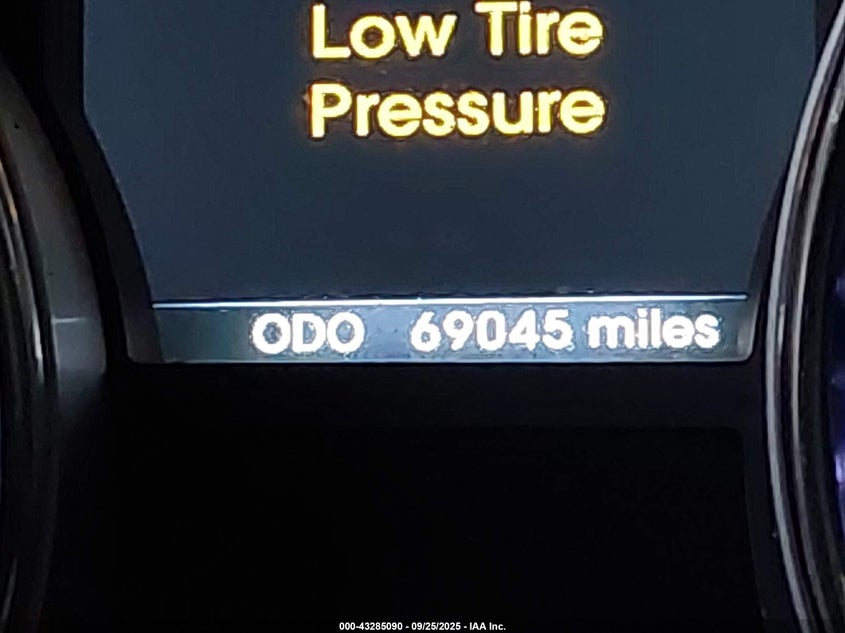 Low Tire
Pressure
ODO 69045 miles
000-43285090 - 09/25/2025 - IAA Inc.